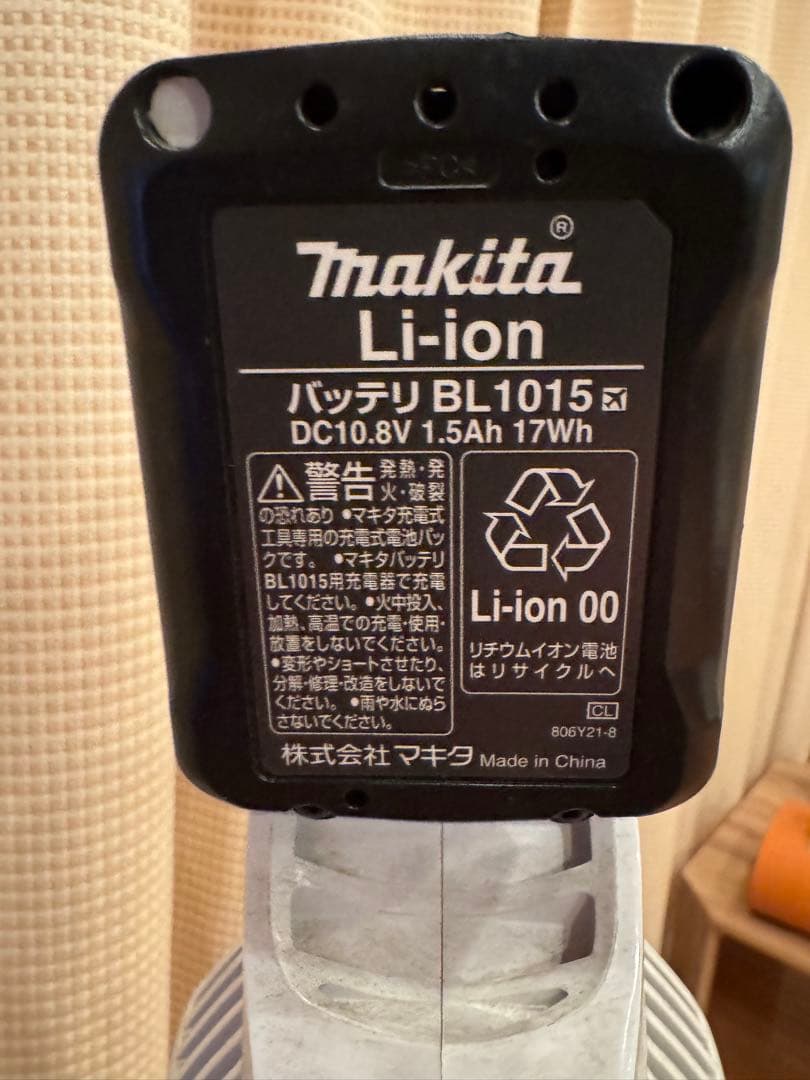 makita®
Li-ion
バッテリ BL1015
DC10.8V 1.5Ah 17Wh
警告 発熱・発
火・破裂
の恐れあり •マキタ充電式
工具専用の充電式電池パッ
クです。 •マキタバッテリ
BL1015用充電器で充電
してください。•火中投入、
加熱、高温での充電・使用・
放置をしないでください。
•変形やショートさせたり、
分解・修理・改造をしないで
ください。 •雨や水にぬら
さないでください。
Li-ion 00
リチウムイオン電池
はリサイクルへ
CL
806Y21-8
株式会社マキタ Made in China